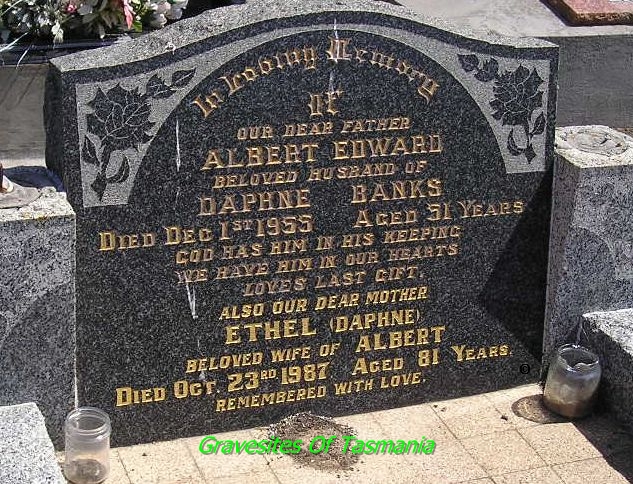 In Loving Memory
OF
OUR DEAR FATHER
ALBERT EDWARD
BELOVED HUSBAND OF
DAPHNE BANKS
DIED DEC 1ST 1955 AGED 51 YEARS
GOD HAS HIM IN HIS KEEPING
WE HAVE HIM IN OUR HEARTS
LOVES LAST GIFT.
ALSO OUR DEAR MOTHER
ETHEL (DAPHNE)
BELOVED WIFE OF ALBERT
DIED OCT. 23RD 1987 AGED 81 YEARS.
REMEMBERED WITH LOVE.
Gravesites Of Tasmania